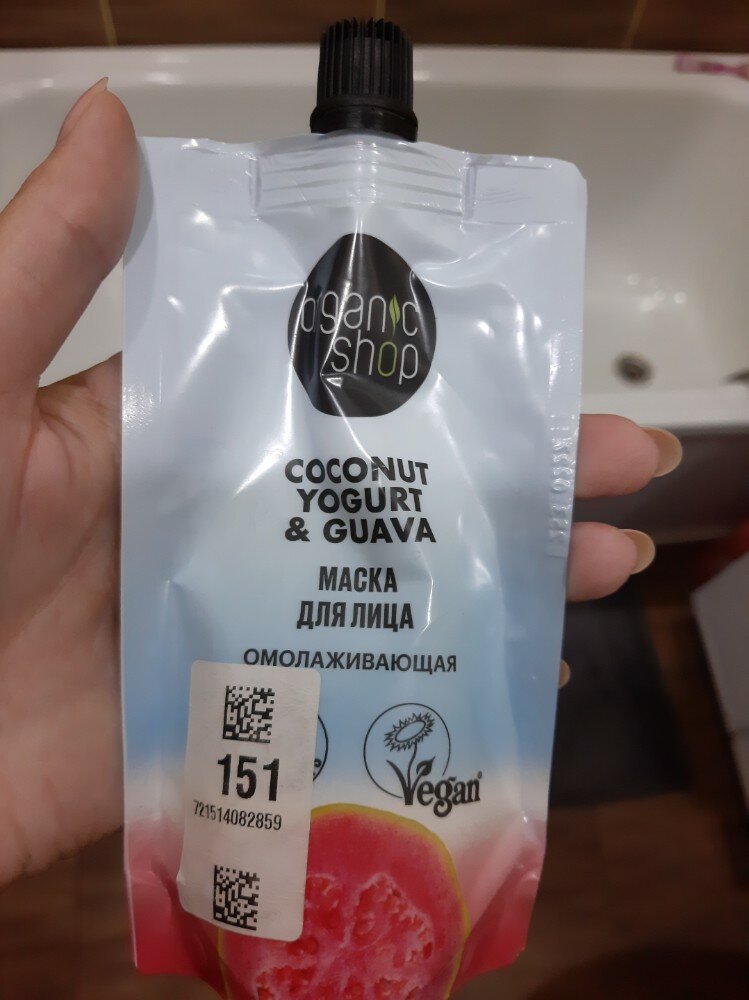 organic
shop
COCONUT
YOGURT
& GUAVA
МАСКА
ДЛЯ ЛИЦА
ОМОЛАЖИВАЮЩАЯ
Vegan
151
721514082859